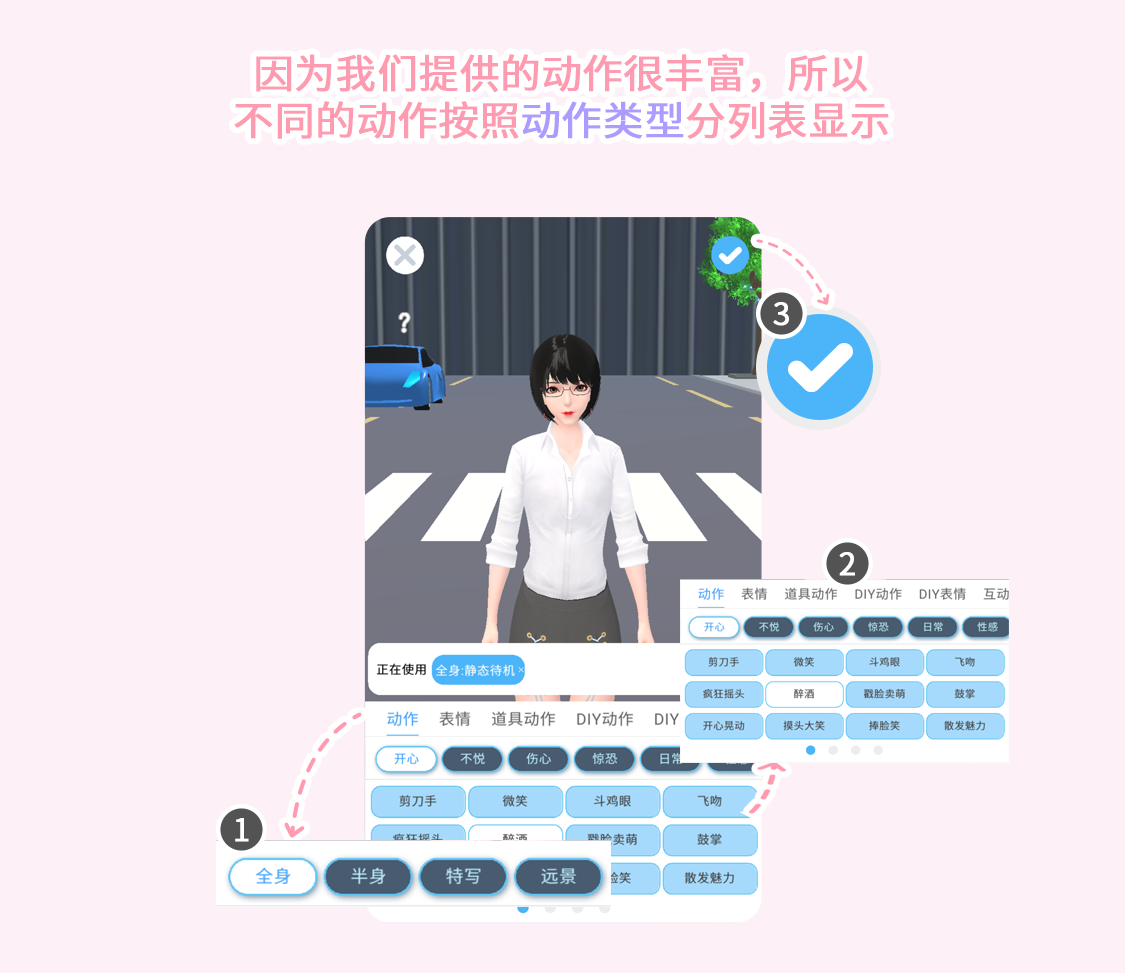 因为我们提供的动作很丰富，所以
不同的动作按照动作类型分列表显示
?
3
正在使用 全身:静态待机×
2
动作 表情 道具动作 DIY动作 DIY表情 互动
开心 不悦 伤心 惊恐 日常 性感
剪刀手 微笑 斗鸡眼 飞吻
疯狂摇头 醉酒 戳脸卖萌 鼓掌
开心晃动 摸头大笑 捧脸笑 散发魅力
动作 表情 道具动作 DIY动作 DIY
开心 不悦 伤心 惊恐 日常
剪刀手 微笑 斗鸡眼 飞吻
疯狂摇头 醉酒 戳脸卖萌 鼓掌
脸笑 散发魅力
1
全身 半身 特写 远景